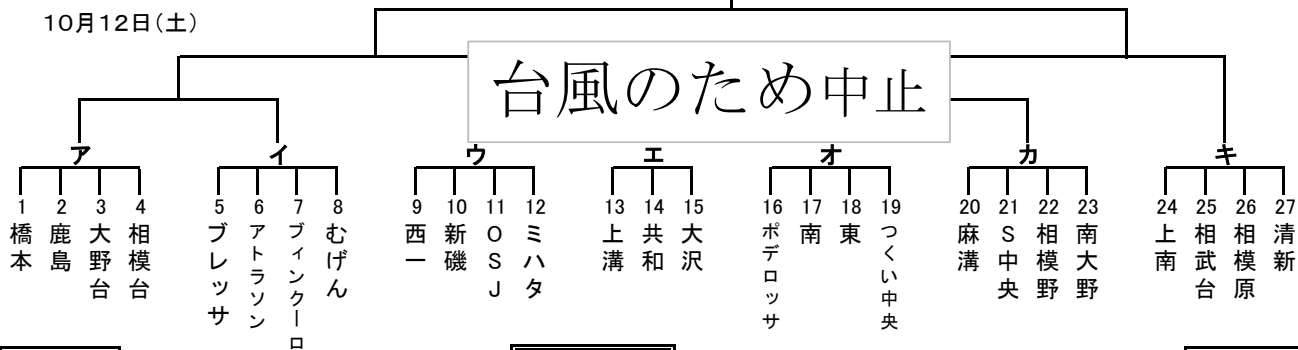 10月12日(土)
台風のため中止
ア イ ウ エ オ カ キ
1 2 3 4 5 6 7 8 9 10 11 12 13 14 15 16 17 18 19 20 21 22 23 24 25 26 27
橋本
鹿島
大野台
相模台
ブレッサ
アトラソン
ヴィンクーロ
むげん
西一
新磯
OSJ
ミハタ
上溝
共和
大沢
ポデロッサ
南
東
つくい中央
麻溝
S中央
相模野
南大野
上南
相武台
相模原
清新